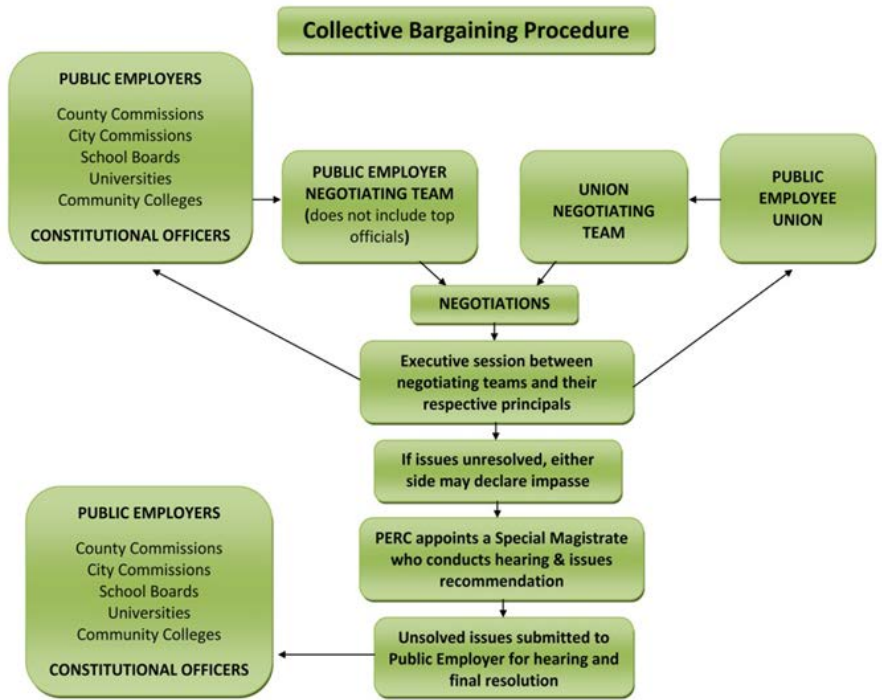 Collective Bargaining Procedure
PUBLIC EMPLOYERS
County Commissions
City Commissions
School Boards
Universities
Community Colleges
CONSTITUTIONAL OFFICERS
PUBLIC EMPLOYER
NEGOTIATING TEAM
(does not include top
officials)
UNION
NEGOTIATING
TEAM
PUBLIC
EMPLOYEE
UNION
NEGOTIATIONS
Executive session between
negotiating teams and their
respective principals
If issues unresolved, either
side may declare impasse
PERC appoints a Special Magistrate
who conducts hearing & issues
recommendation
Unsolved issues submitted to
Public Employer for hearing and
final resolution
PUBLIC EMPLOYERS
County Commissions
City Commissions
School Boards
Universities
Community Colleges
CONSTITUTIONAL OFFICERS